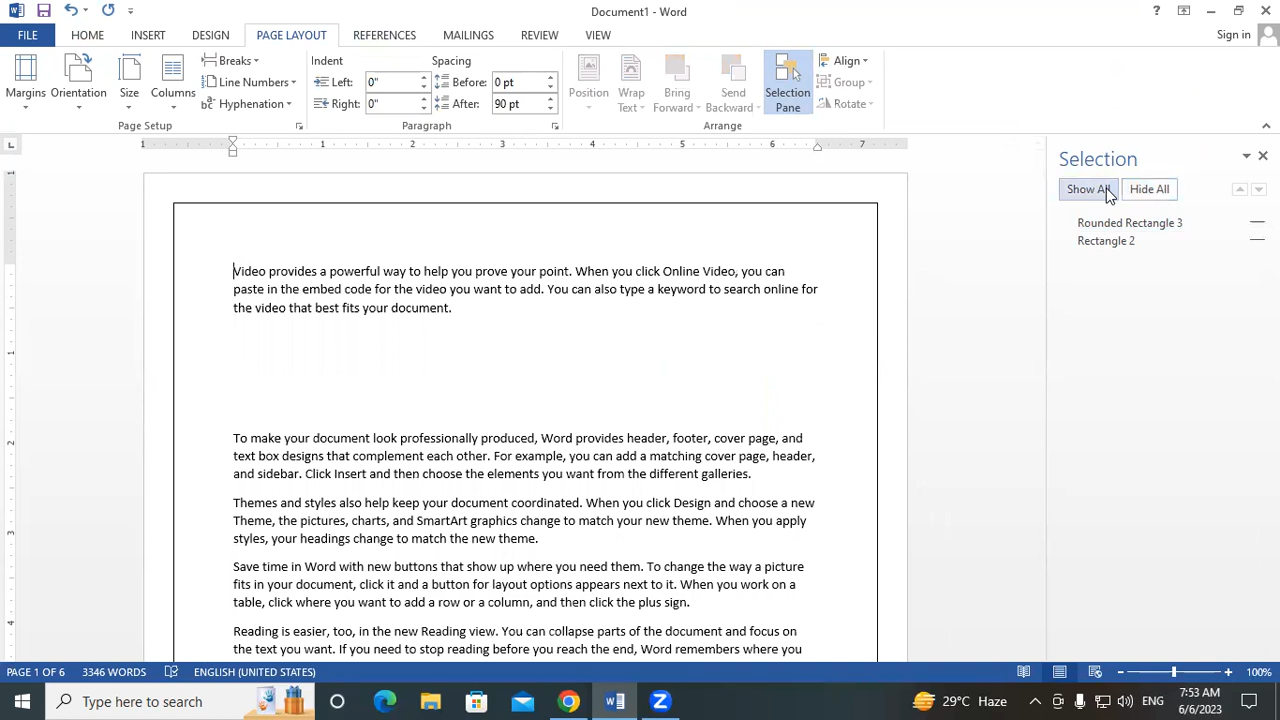 Document1 - Word
?
FILE HOME INSERT DESIGN PAGE LAYOUT REFERENCES MAILINGS REVIEW VIEW Sign in
Margins Orientation Size Columns
Breaks
Line Numbers
Hyphenation
Page Setup
Indent
Left: 0"
Right: 0"
Spacing
Before: 0 pt
After: 90 pt
Paragraph
Position
Wrap Text
Bring Forward
Send Backward
Selection Pane
Align
Group
Rotate
Arrange
1 1 2 3 4 5 6 7
1
1
2
3
4
Selection
Show All Hide All
Rounded Rectangle 3
Rectangle 2
Video provides a powerful way to help you prove your point. When you click Online Video, you can
paste in the embed code for the video you want to add. You can also type a keyword to search online for
the video that best fits your document.
To make your document look professionally produced, Word provides header, footer, cover page, and
text box designs that complement each other. For example, you can add a matching cover page, header,
and sidebar. Click Insert and then choose the elements you want from the different galleries.
Themes and styles also help keep your document coordinated. When you click Design and choose a new
Theme, the pictures, charts, and SmartArt graphics change to match your new theme. When you apply
styles, your headings change to match the new theme.
Save time in Word with new buttons that show up where you need them. To change the way a picture
fits in your document, click it and a button for layout options appears next to it. When you work on a
table, click where you want to add a row or a column, and then click the plus sign.
Reading is easier, too, in the new Reading view. You can collapse parts of the document and focus on
the text you want. If you need to stop reading before you reach the end, Word remembers where you
PAGE 1 OF 6 3346 WORDS ENGLISH (UNITED STATES) 100%
Type here to search
29°C Haze
ENG
7:53 AM
6/6/2023